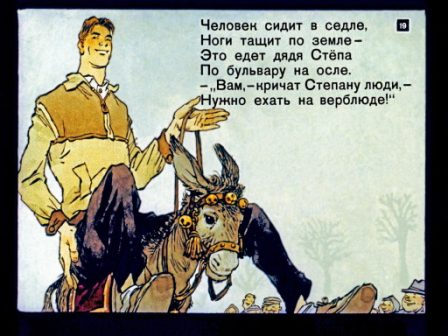 Человек сидит в седле,
Ноги тащит по земле–
Это едет дядя Стёпа
По бульвару на осле.
–„Вам,–кричат Степану люди,–
Нужно ехать на верблюде!“
19